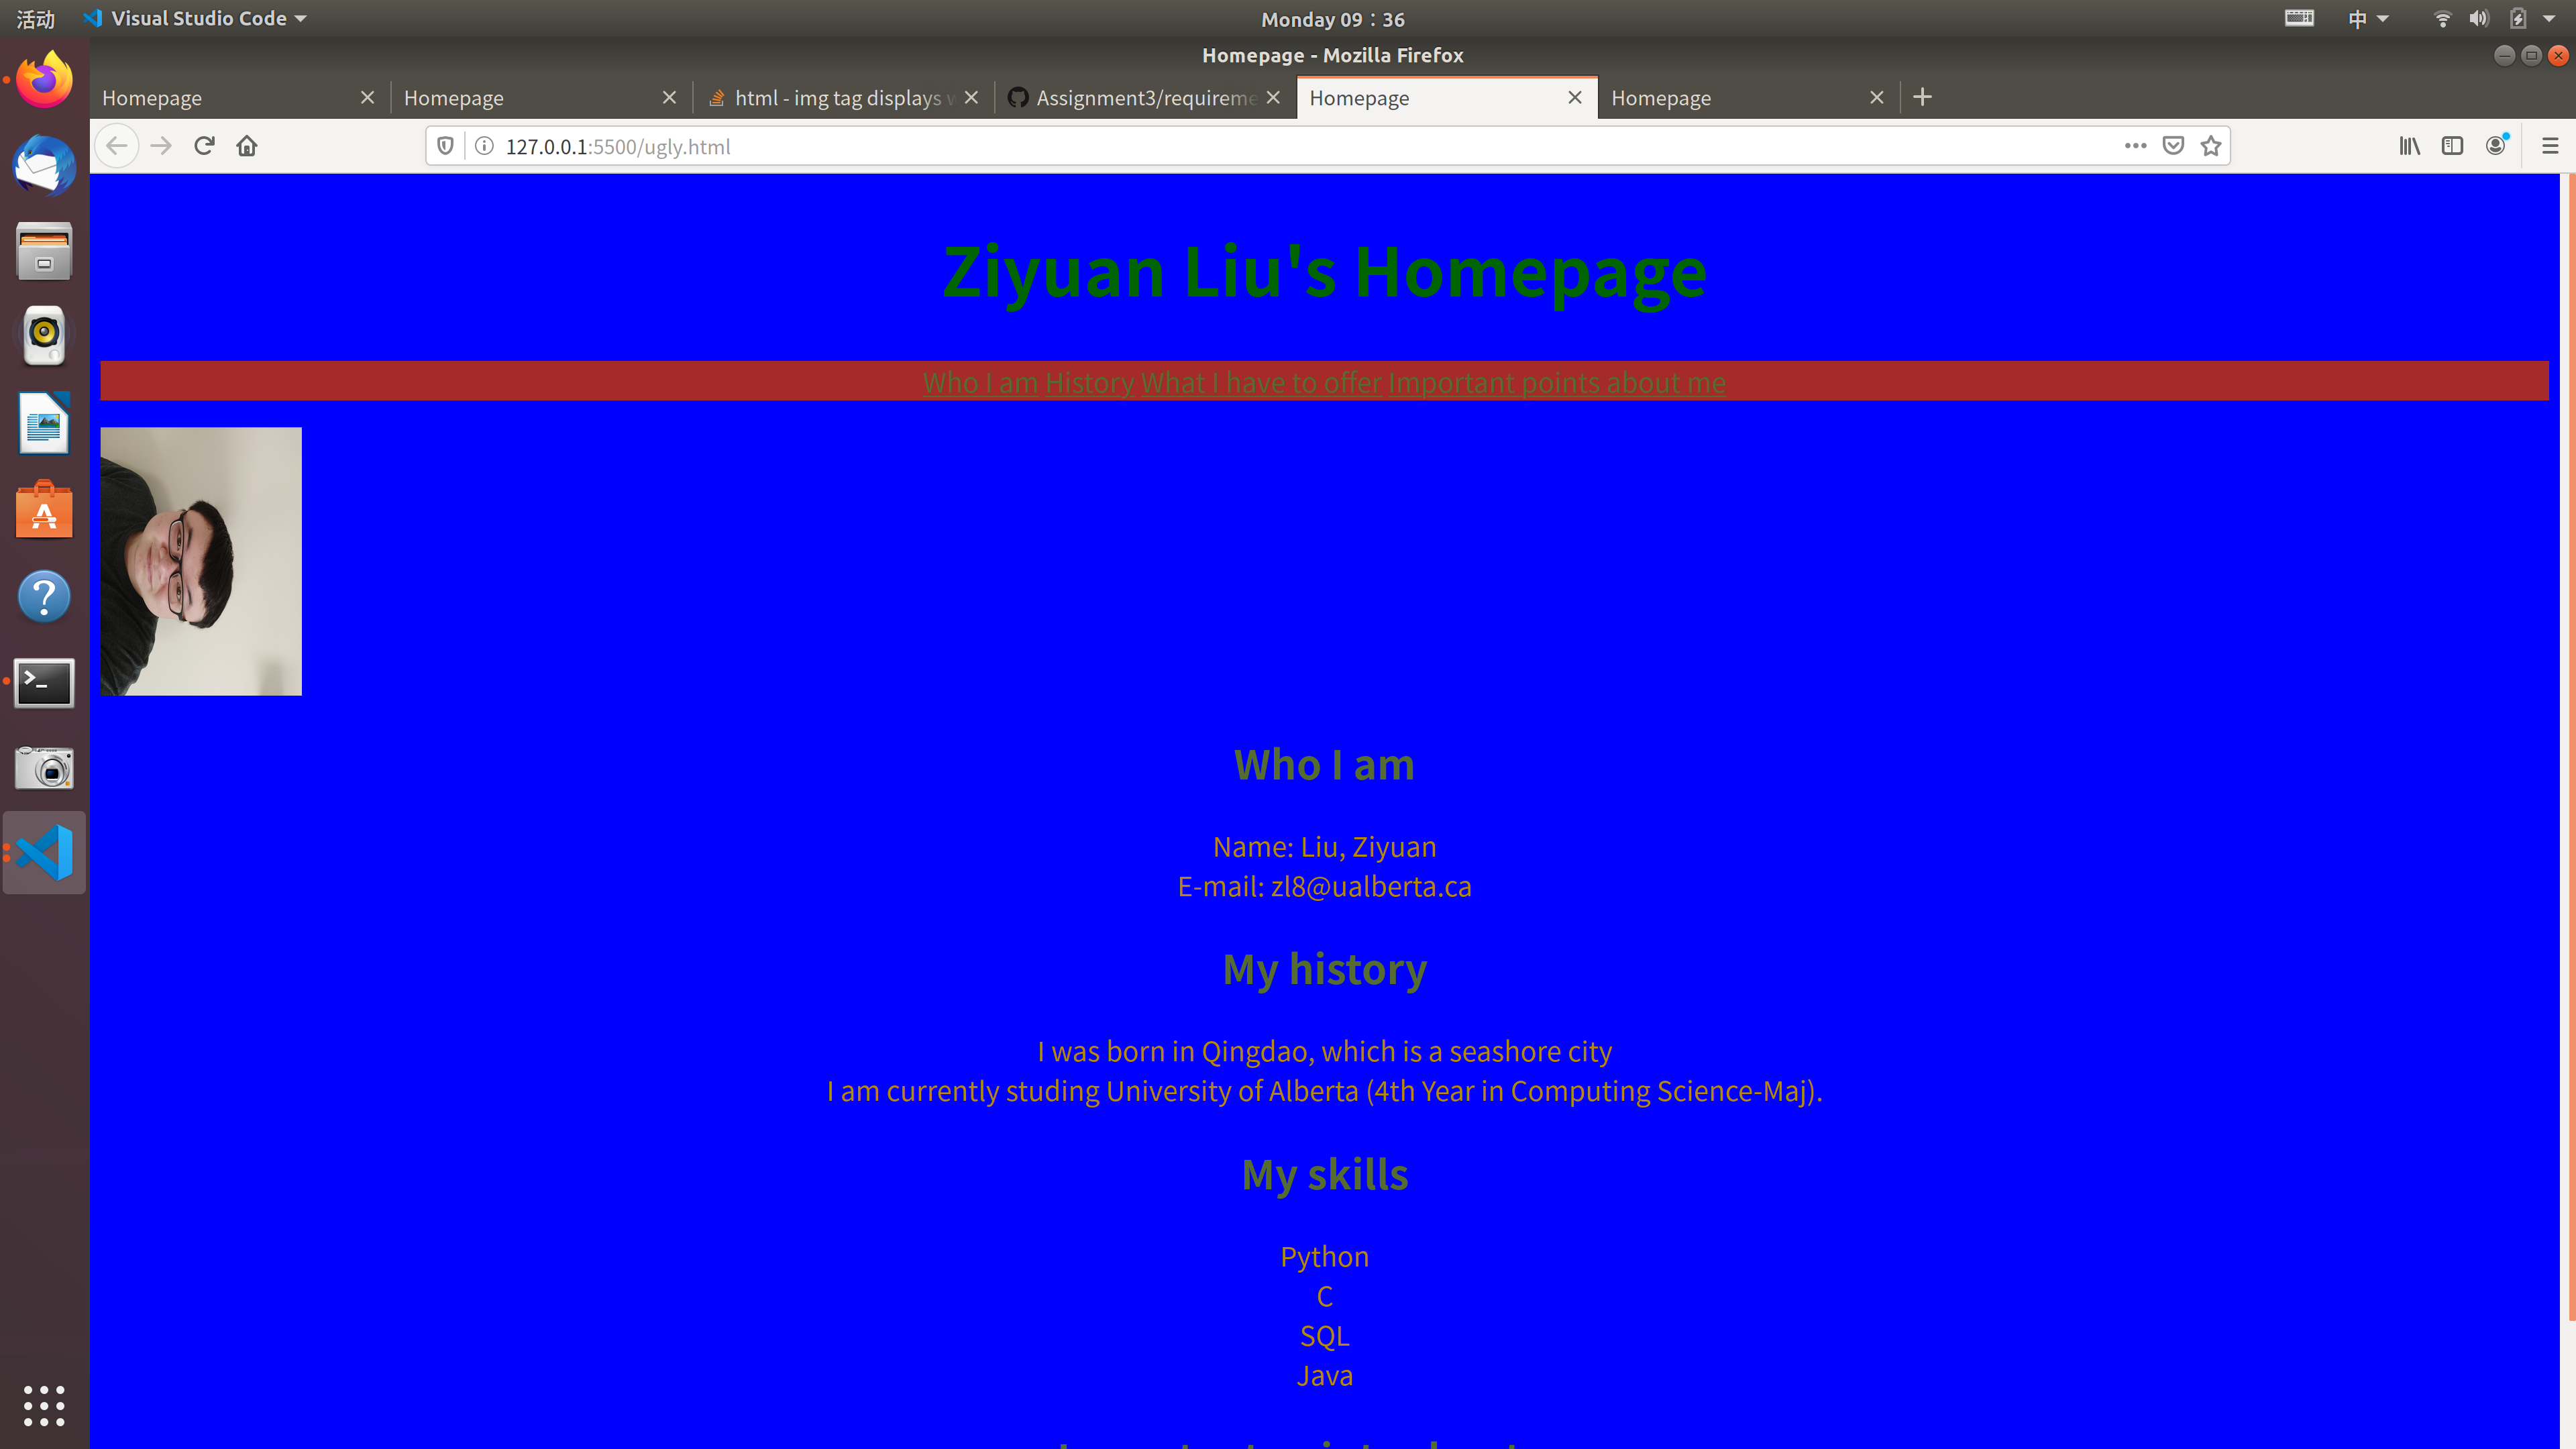 活动 Visual Studio Code Monday 09：36 中
Homepage - Mozilla Firefox
Homepage Homepage html - img tag displays w Assignment3/requireme Homepage Homepage
127.0.0.1:5500/ugly.html
Ziyuan Liu's Homepage
Who I am History What I have to offer Important points about me
Who I am
Name: Liu, Ziyuan
E-mail: zl8@ualberta.ca
My history
I was born in Qingdao, which is a seashore city
I am currently studing University of Alberta (4th Year in Computing Science-Maj).
My skills
Python
C
SQL
Java